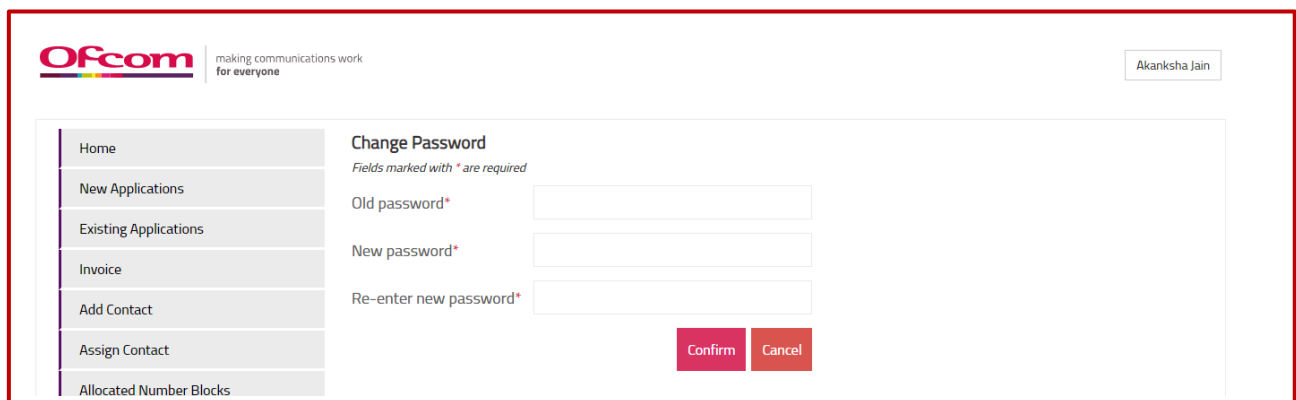 Ofcom
making communications work
for everyone
Akanksha Jain
Home
New Applications
Existing Applications
Invoice
Add Contact
Assign Contact
Allocated Number Blocks
Change Password
Fields marked with * are required
Old password*
New password*
Re-enter new password*
Confirm
Cancel